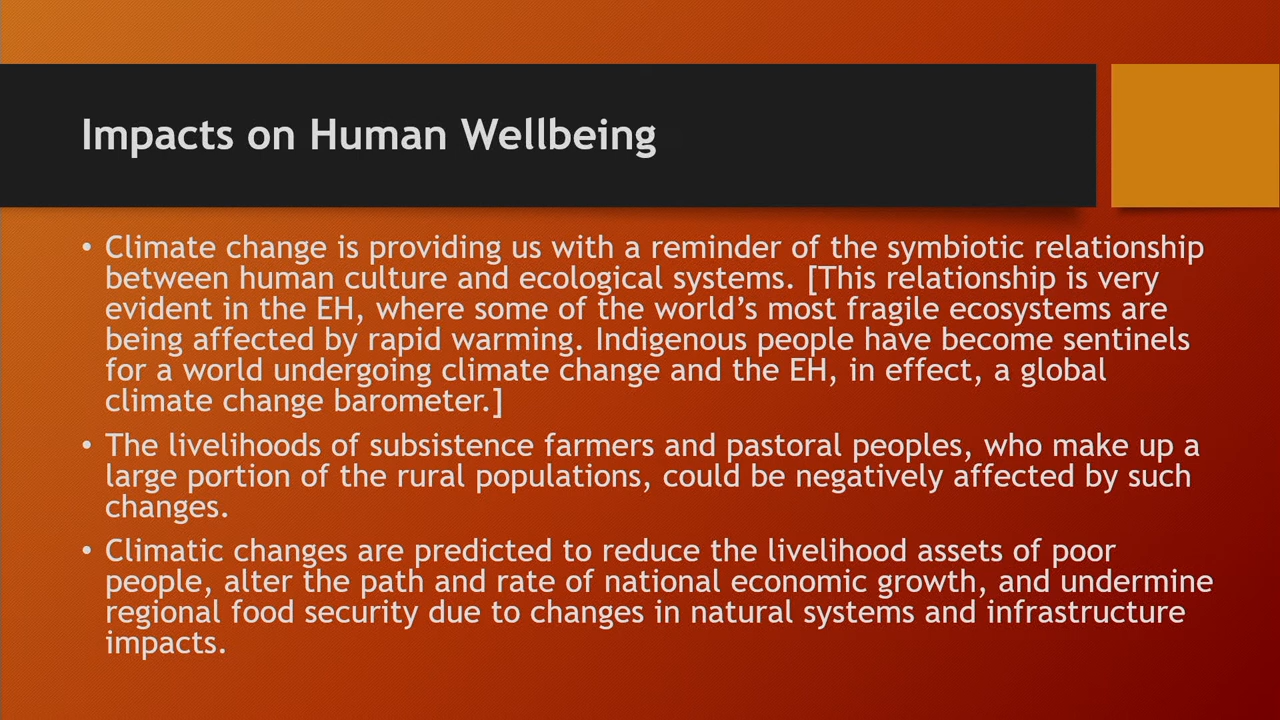 Impacts on Human Wellbeing
• Climate change is providing us with a reminder of the symbiotic relationship
between human culture and ecological systems. [This relationship is very
evident in the EH, where some of the world’s most fragile ecosystems are
being affected by rapid warming. Indigenous people have become sentinels
for a world undergoing climate change and the EH, in effect, a global
climate change barometer.]
• The livelihoods of subsistence farmers and pastoral peoples, who make up a
large portion of the rural populations, could be negatively affected by such
changes.
• Climatic changes are predicted to reduce the livelihood assets of poor
people, alter the path and rate of national economic growth, and undermine
regional food security due to changes in natural systems and infrastructure
impacts.